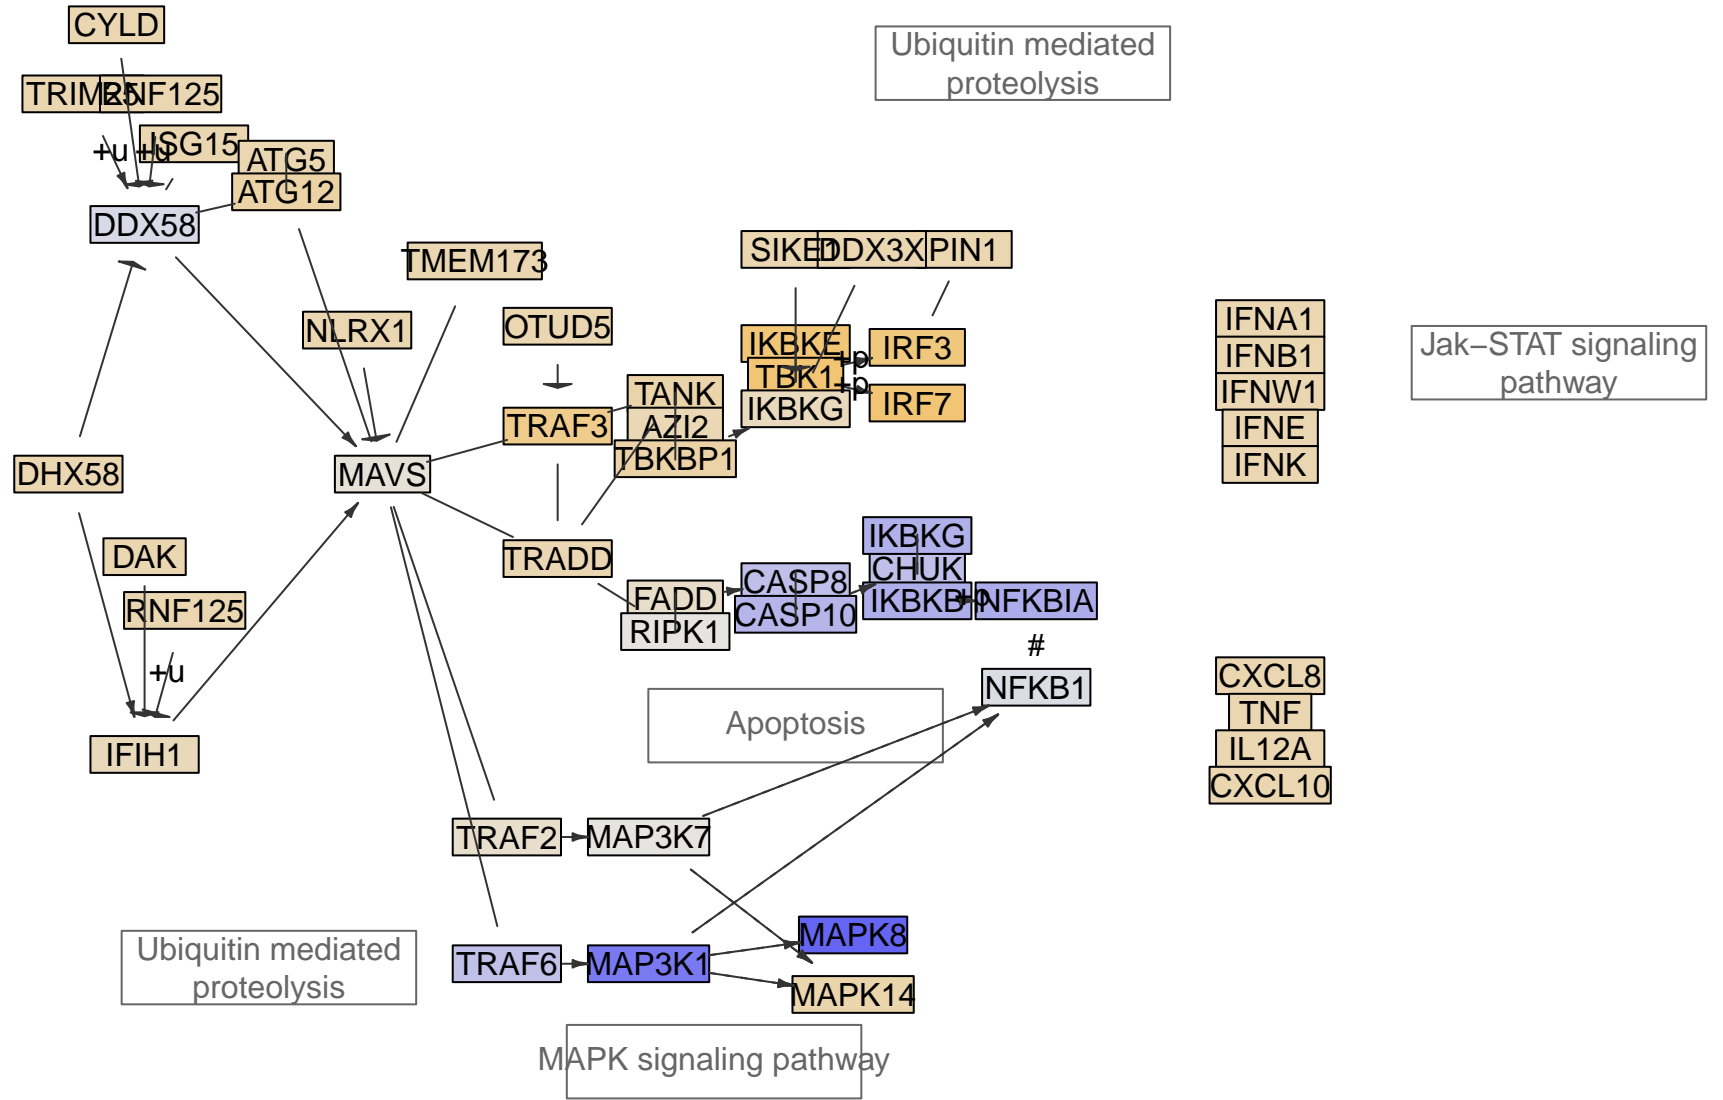 CYLD
Ubiquitin mediated
proteolysis
TRIM25
RNF125
ISG15
+u
+u
ATG5
ATG12
DDX58
TMEM173
SIKE1
DDX3X
PIN1
NLRX1
OTUD5
IKBKE
IRF3
+p
TBK1
+p
IKBKG
IRF7
TANK
TRAF3
AZI2
TBKBP1
IFNA1
IFNB1
IFNW1
IFNE
IFNK
Jak−STAT signaling
pathway
DHX58
MAVS
DAK
RNF125
+u
IFIH1
TRADD
FADD
RIPK1
CASP8
CASP10
IKBKG
CHUK
IKBKB
+p
NFKBIA
#
NFKB1
CXCL8
TNF
IL12A
CXCL10
Apoptosis
TRAF2
MAP3K7
TRAF6
MAP3K1
MAPK8
MAPK14
Ubiquitin mediated
proteolysis
MAPK signaling pathway